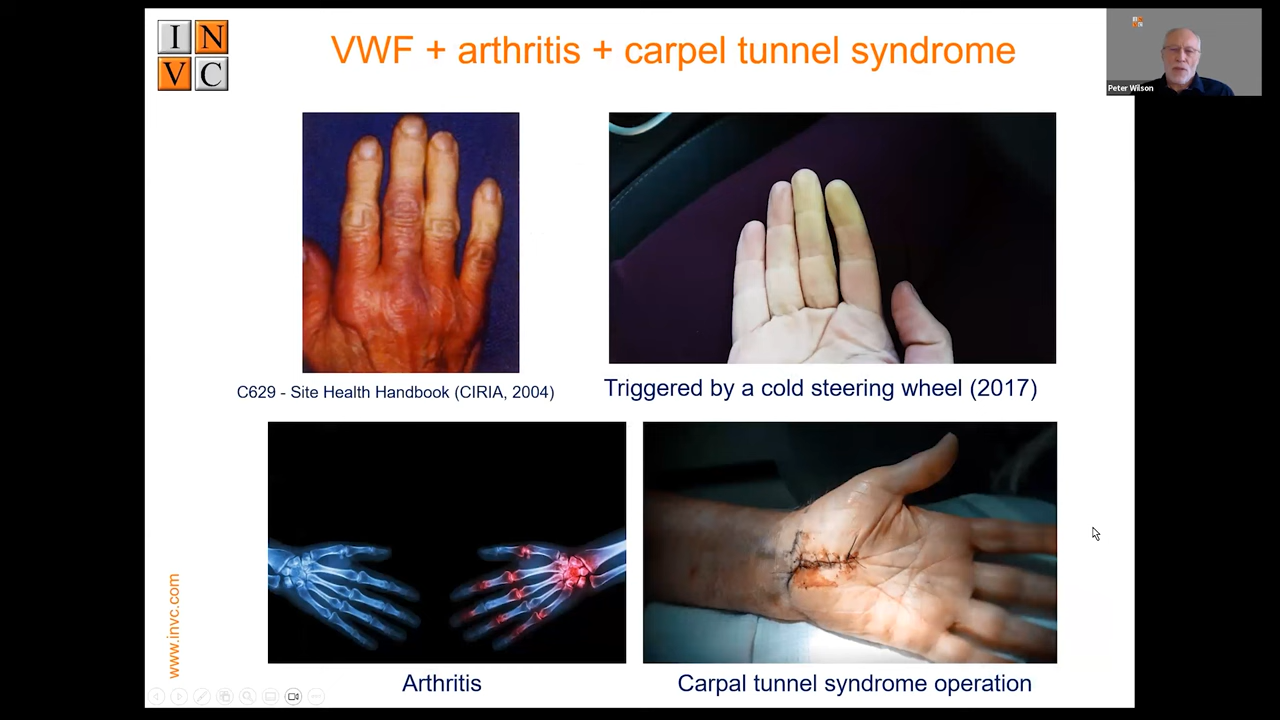 I N
V C
VWF + arthritis + carpel tunnel syndrome
Peter Wilson
C629 - Site Health Handbook (CIRIA, 2004)
Triggered by a cold steering wheel (2017)
Arthritis
Carpal tunnel syndrome operation
www.invc.com